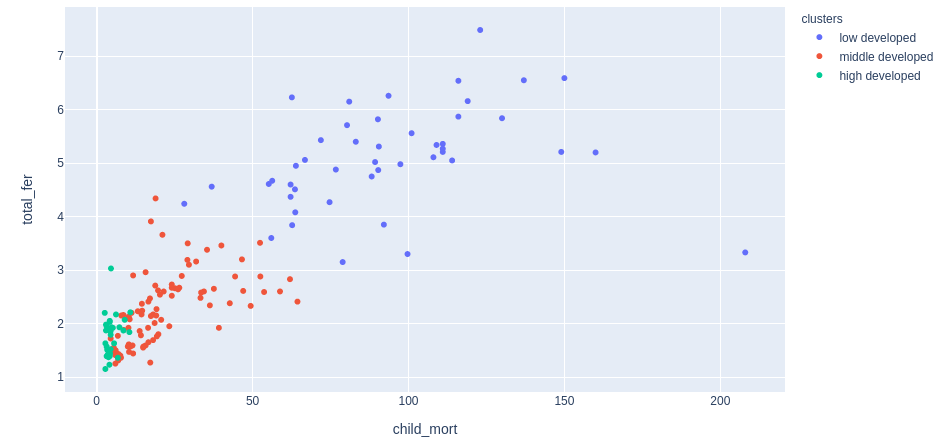 clusters
low developed
middle developed
high developed
total_fer
7
6
5
4
3
2
1
0
50
100
150
200
child_mort